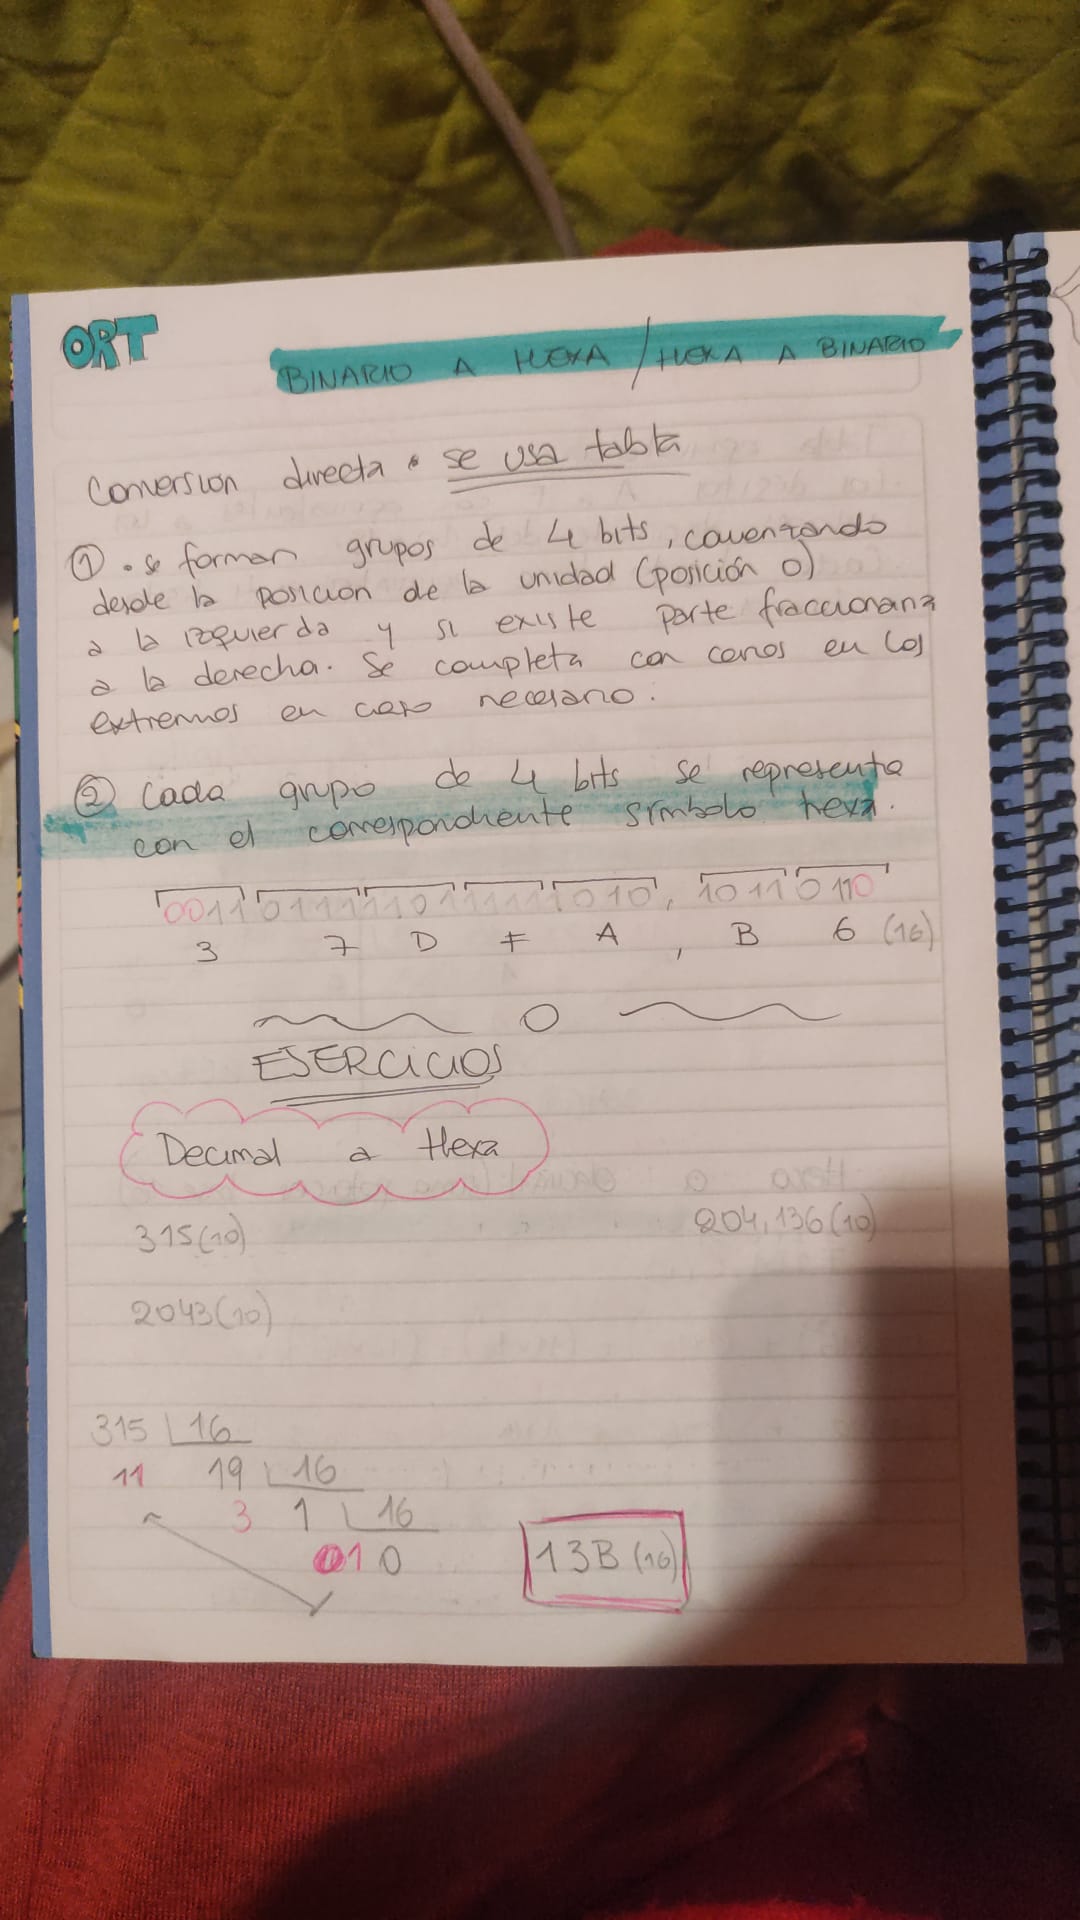 ORT
BINARIO A HEXA / HEXA A BINARIO
Conversion directa • se usa tabla
① • se forman grupos de 4 bits, comenzando
desde la posicion de la unidad (posición 0)
a la izquierda y si existe parte fraccionaria
a la derecha. Se completa con ceros en los
extremos en caso necesario.
② Cada grupo de 4 bits se representa
con el correspondiente símbolo hexa.
0011 0111 1101 1111 1010, 1011 0110
3 7 D F A , B 6 (16)
EJERCICIOS
Decimal a Hexa
315(10) 204,136(10)
2043(10)
315 16
11 19 16
3 1 16
01 0
13B (16)